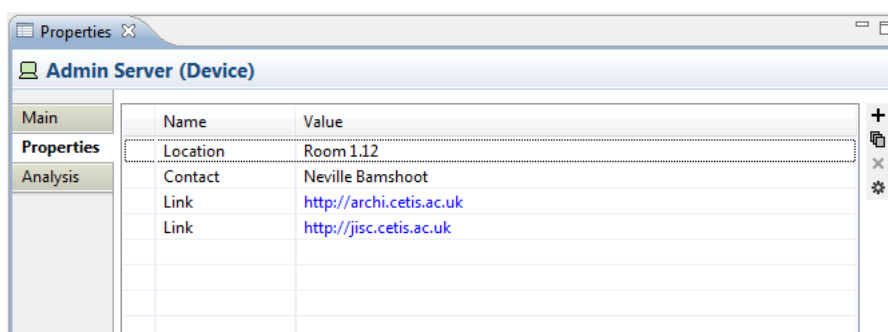 Properties
Admin Server (Device)
Main
Properties
Analysis
Name Value
Location Room 1.12
Contact Neville Bamshoot
Link http://archi.cetis.ac.uk
Link http://jisc.cetis.ac.uk